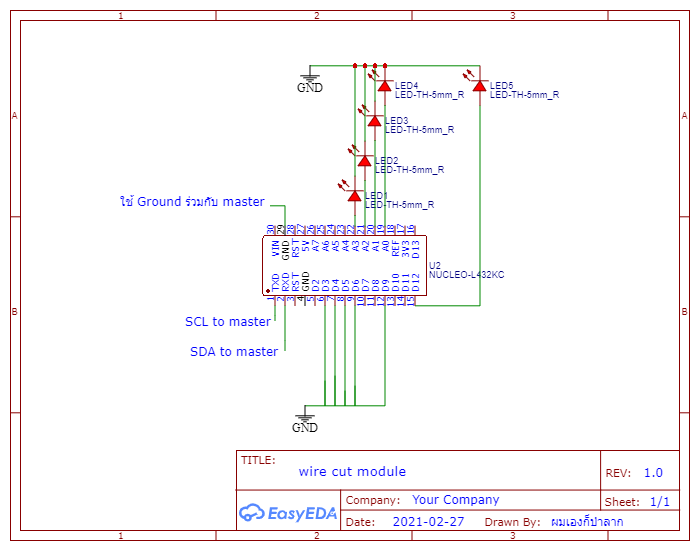 1 2 3
A A
B B
GND
LED4
LED-TH-5mm_R
LED5
LED-TH-5mm_R
LED3
LED-TH-5mm_R
LED2
LED-TH-5mm_R
LED1
LED-TH-5mm_R
ใช้ Ground ร่วมกับ master
30 29 28 27 26 25 24 23 22 21 20 19 18 17 16
VIN GND RST 5V A7 A6 A5 A4 A3 A2 A1 A0 REF 3V3 D13
U2
NUCLEO-L432KC
TXD RXD RST GND D2 D3 D4 D5 D6 D7 D8 D9 D10 D11 D12
1 2 3 4 5 6 7 8 9 10 11 12 13 14 15
SCL to master
SDA to master
GND
TITLE:
wire cut module
REV: 1.0
EasyEDA
Company: Your Company
Sheet: 1/1
Date: 2021-02-27 Drawn By: ผมเองก็ปาลาก
1 2 3